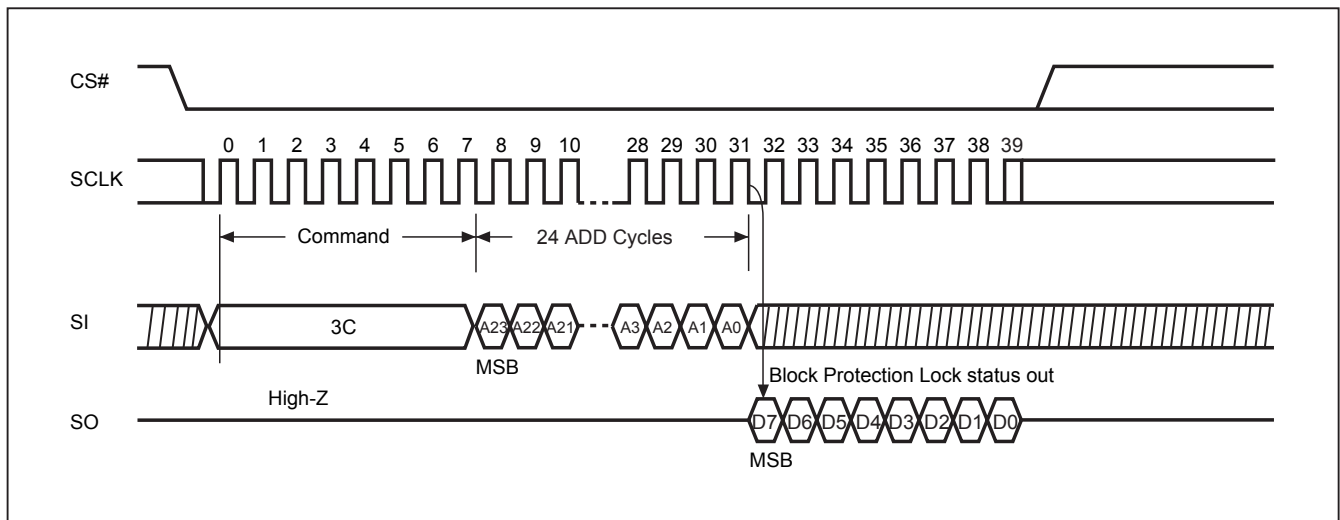 CS#
0 1 2 3 4 5 6 7 8 9 10 28 29 30 31 32 33 34 35 36 37 38 39
SCLK
Command
24 ADD Cycles
SI
3C A23 A22 A21 A3 A2 A1 A0
MSB
Block Protection Lock status out
High-Z
SO
D7 D6 D5 D4 D3 D2 D1 D0
MSB